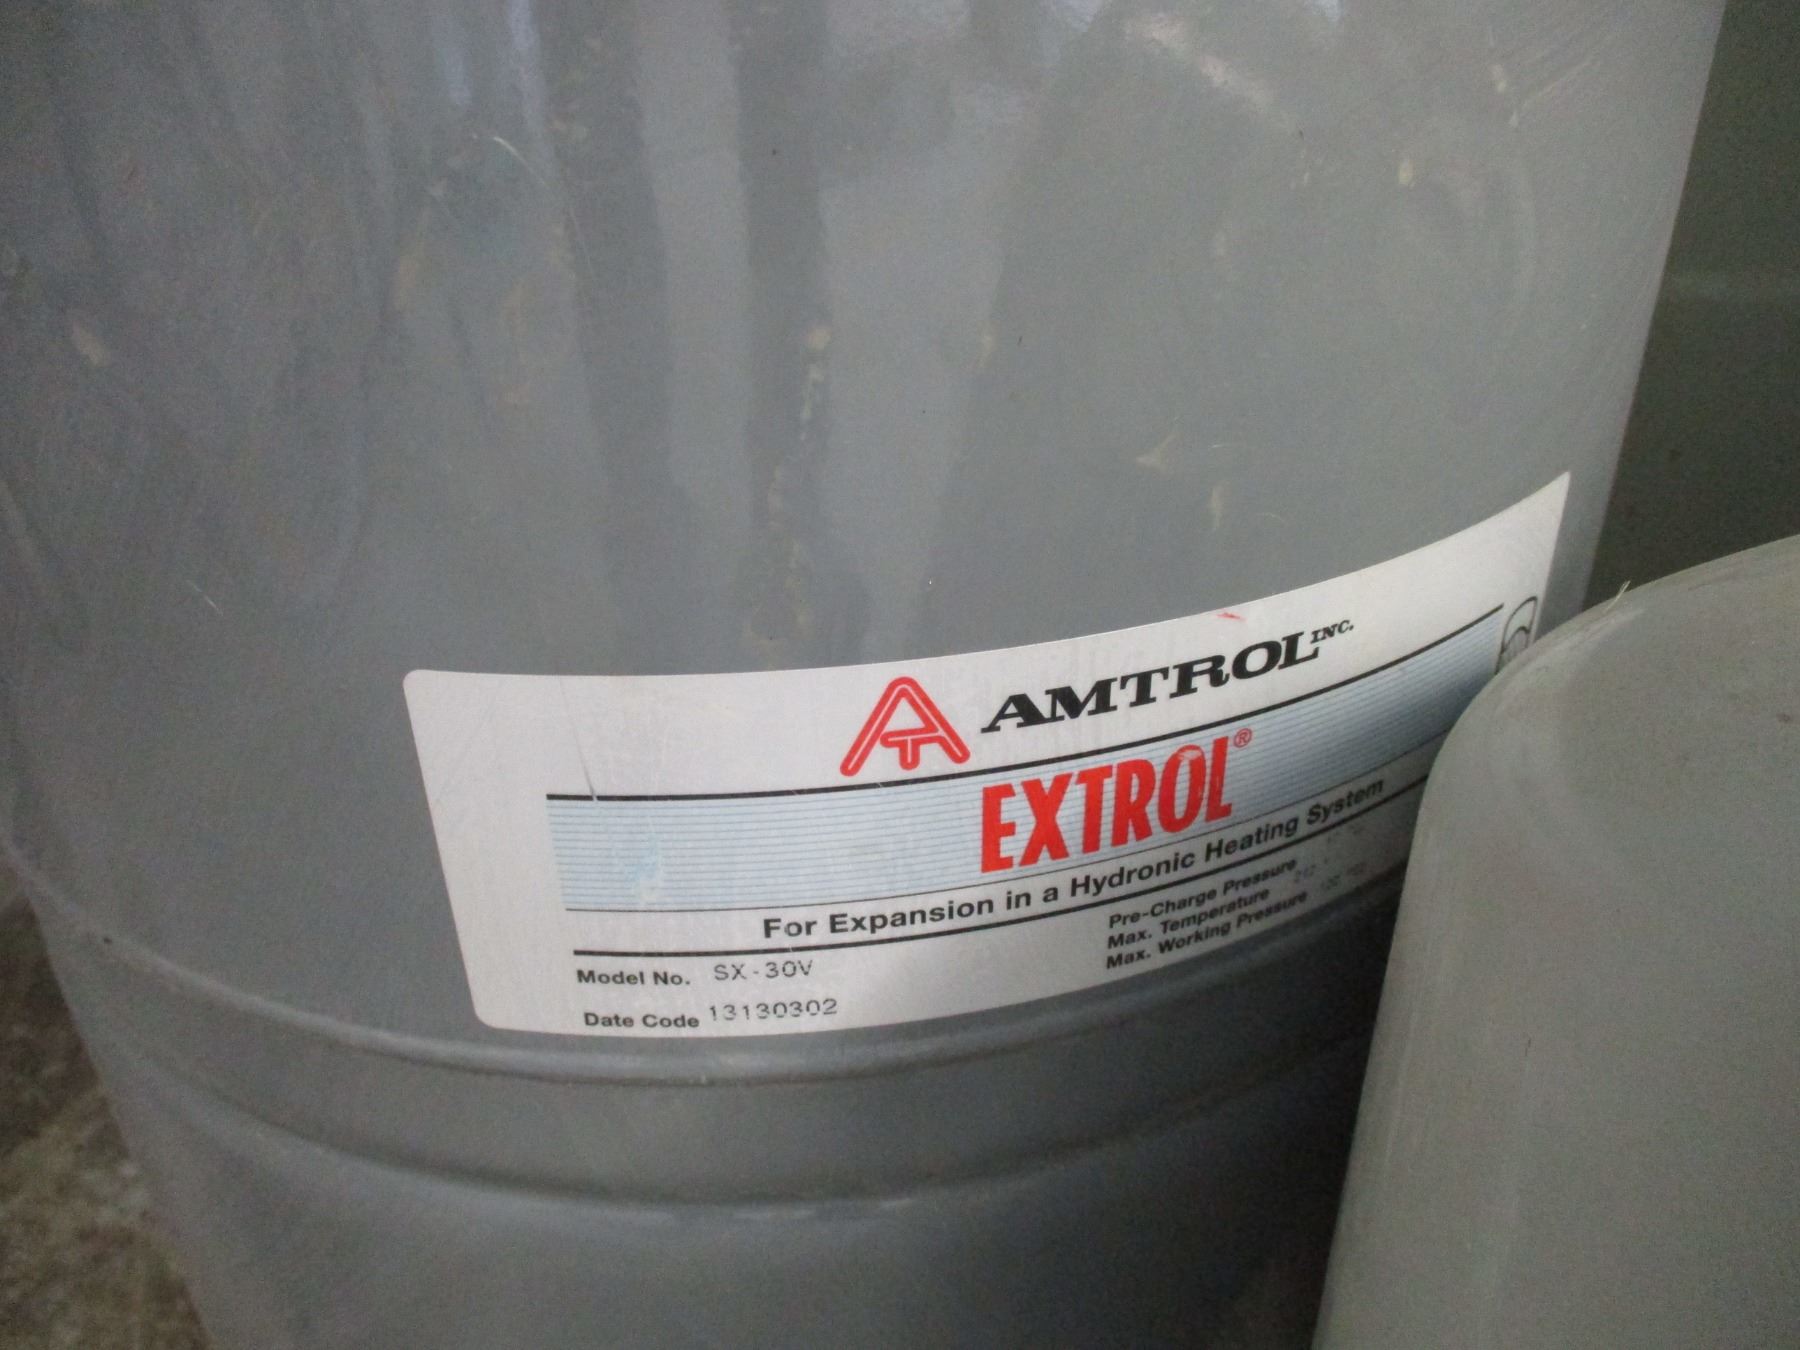 AT AMTROL INC.
EXTROL®
For Expansion in a Hydronic Heating System
Model No. SX-30V
Date Code 13130302
Pre-Charge Pressure
Max. Temperature
Max. Working Pressure